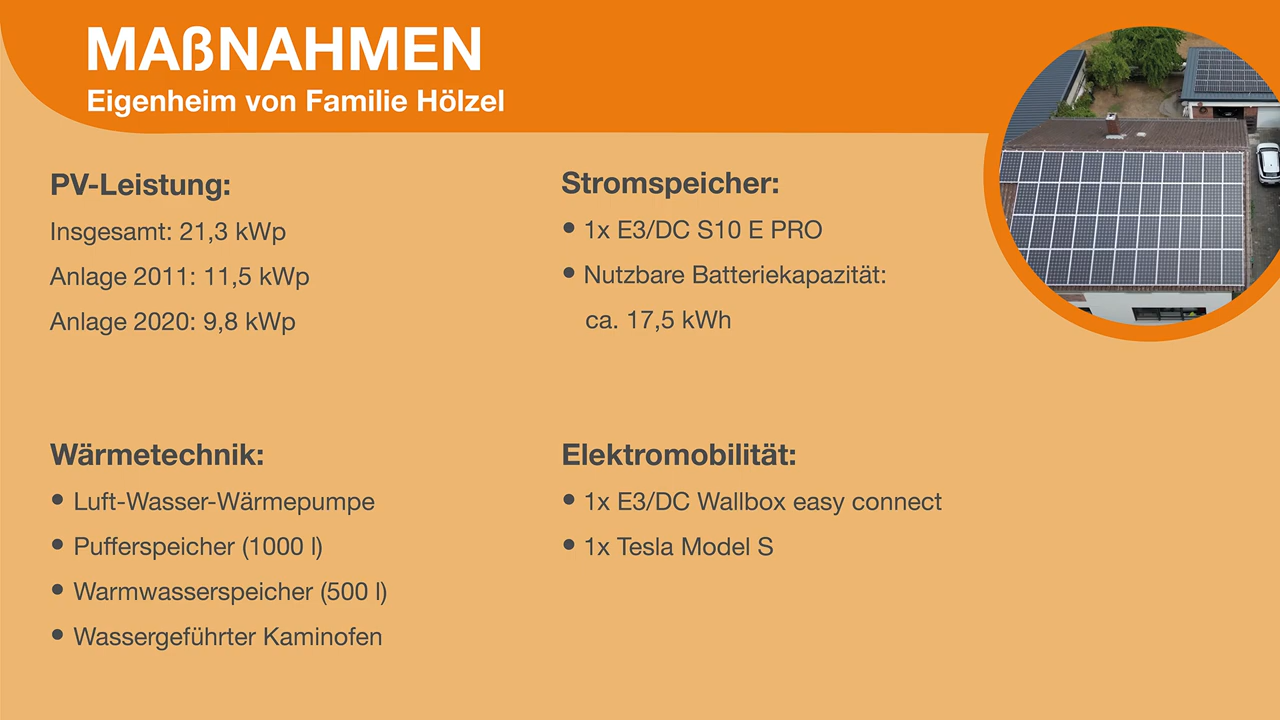 MAßNAHMEN
Eigenheim von Familie Hölzel
PV-Leistung:
Insgesamt: 21,3 kWp
Anlage 2011: 11,5 kWp
Anlage 2020: 9,8 kWp
Stromspeicher:
• 1x E3/DC S10 E PRO
• Nutzbare Batteriekapazität:
ca. 17,5 kWh
Wärmetechnik:
• Luft-Wasser-Wärmepumpe
• Pufferspeicher (1000 l)
• Warmwasserspeicher (500 l)
• Wassergeführter Kaminofen
Elektromobilität:
• 1x E3/DC Wallbox easy connect
• 1x Tesla Model S